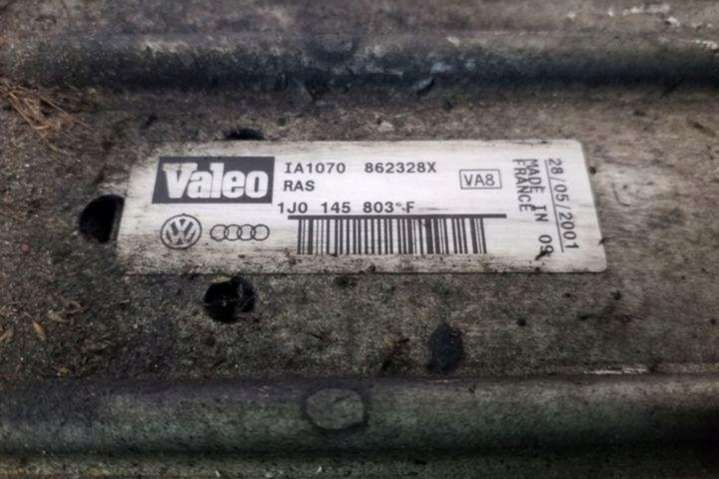 Valeo
IA1070 862328X
RAS
VA8
1J0 145 803 F
28/05/2001
MADE IN 09
FRANCE